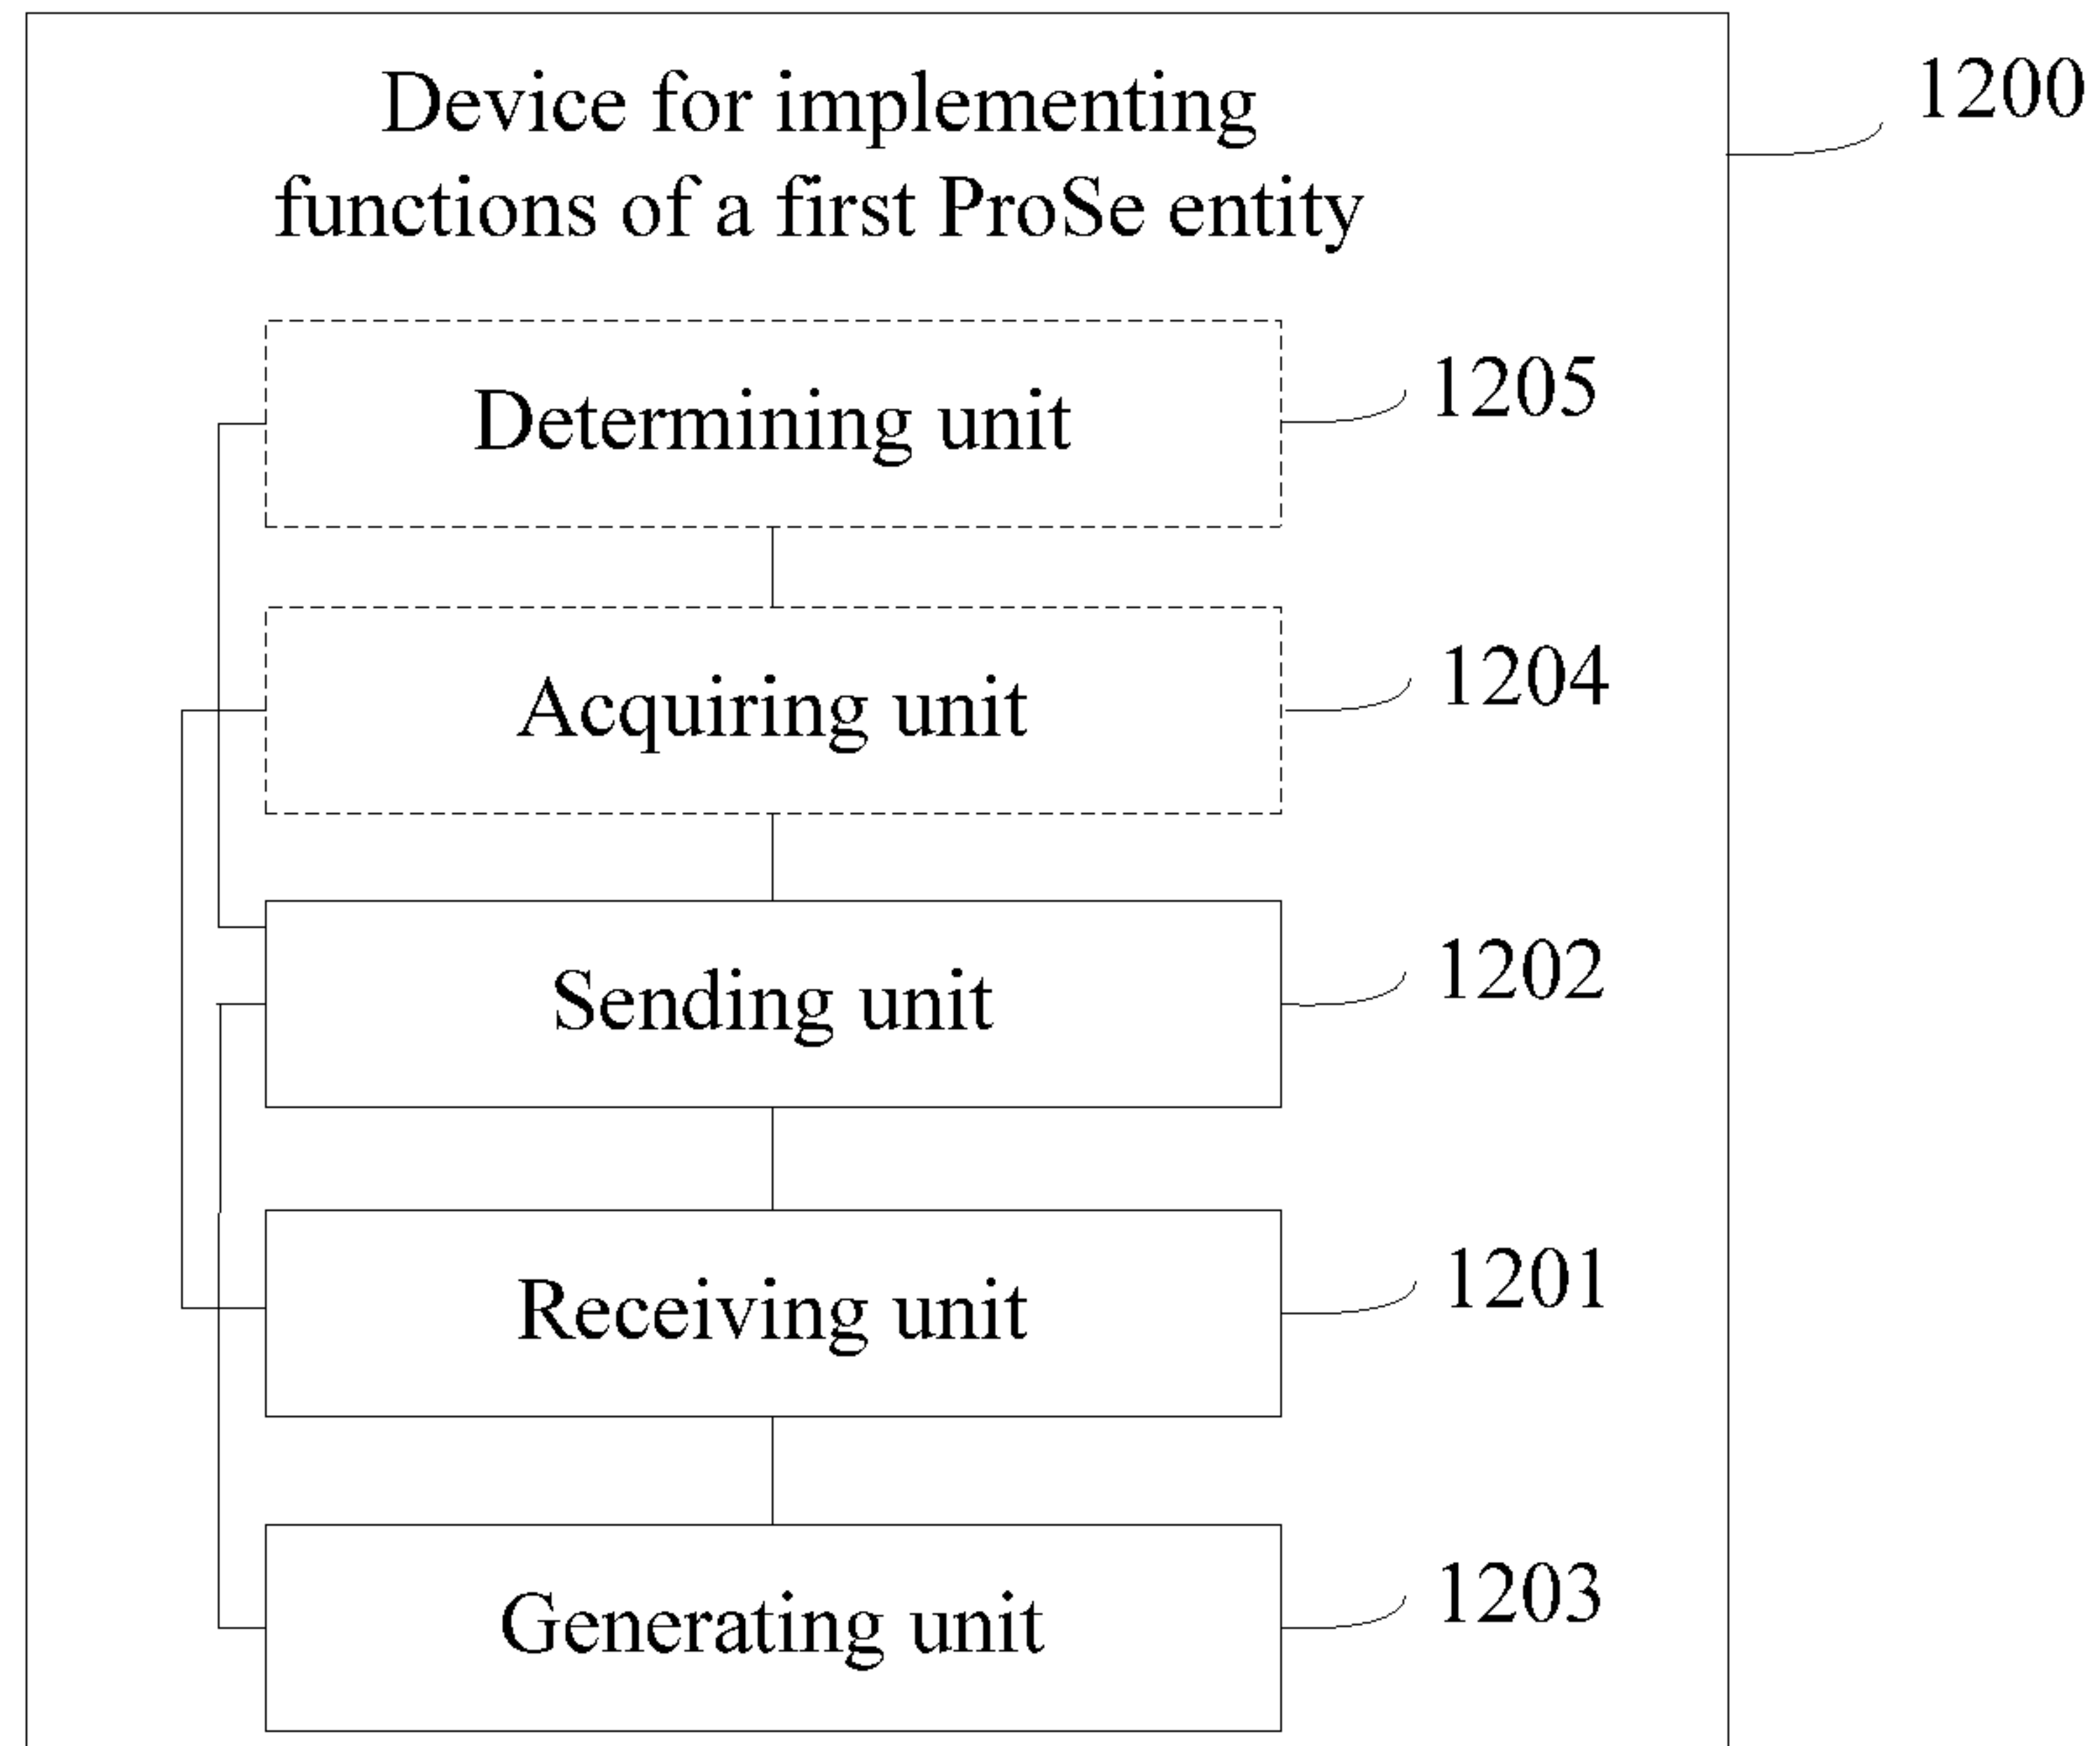 Device for implementing
functions of a first ProSe entity
1200
Determining unit
1205
Acquiring unit
1204
Sending unit
1202
Receiving unit
1201
Generating unit
1203